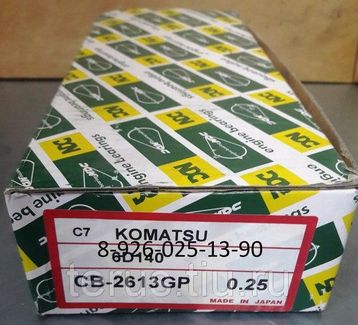 NDC
engine bearings
C7 KOMATSU
8-926-025-13-90
6D140
CB-2613GP 0.25
MADE IN JAPAN